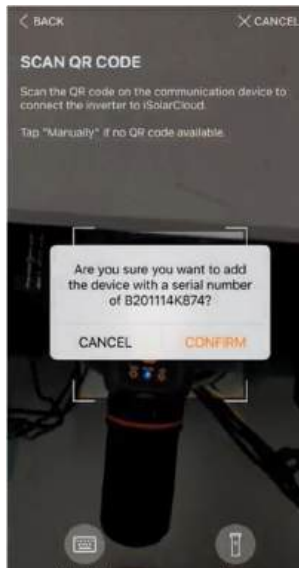 BACK
CANCEL
SCAN QR CODE
Scan the QR code on the communication device to
connect the inverter to iSolarCloud.
Tap "Manually" if no QR code available.
Are you sure you want to add
the device with a serial number
of B201114K874?
CANCEL
CONFIRM